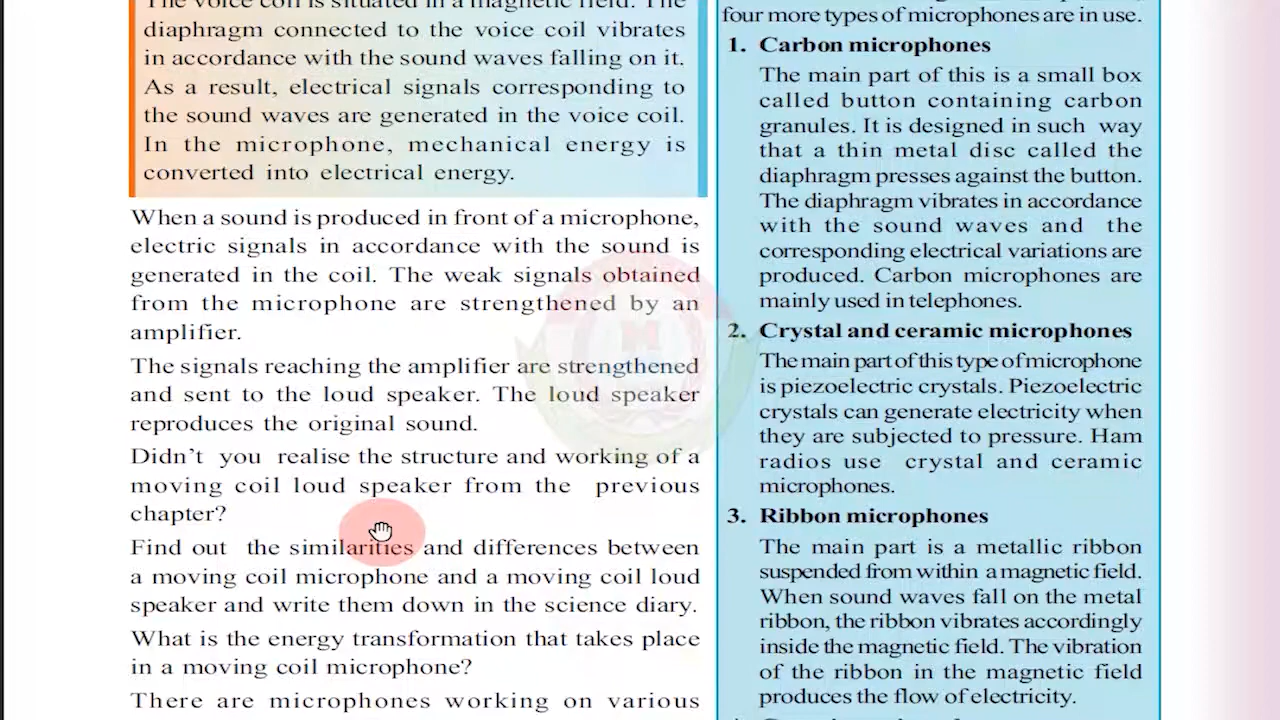 The voice coil is situated in a magnetic field. The
diaphragm connected to the voice coil vibrates
in accordance with the sound waves falling on it.
As a result, electrical signals corresponding to
the sound waves are generated in the voice coil.
In the microphone, mechanical energy is
converted into electrical energy.
When a sound is produced in front of a microphone,
electric signals in accordance with the sound is
generated in the coil. The weak signals obtained
from the microphone are strengthened by an
amplifier.
The signals reaching the amplifier are strengthened
and sent to the loud speaker. The loud speaker
reproduces the original sound.
Didn't you realise the structure and working of a
moving coil loud speaker from the previous
chapter?
Find out the similarities and differences between
a moving coil microphone and a moving coil loud
speaker and write them down in the science diary.
What is the energy transformation that takes place
in a moving coil microphone?
There are microphones working on various
four more types of microphones are in use.
1. Carbon microphones
The main part of this is a small box
called button containing carbon
granules. It is designed in such way
that a thin metal disc called the
diaphragm presses against the button.
The diaphragm vibrates in accordance
with the sound waves and the
corresponding electrical variations are
produced. Carbon microphones are
mainly used in telephones.
2. Crystal and ceramic microphones
The main part of this type of microphone
is piezoelectric crystals. Piezoelectric
crystals can generate electricity when
they are subjected to pressure. Ham
radios use crystal and ceramic
microphones.
3. Ribbon microphones
The main part is a metallic ribbon
suspended from within a magnetic field.
When sound waves fall on the metal
ribbon, the ribbon vibrates accordingly
inside the magnetic field. The vibration
of the ribbon in the magnetic field
produces the flow of electricity.
M